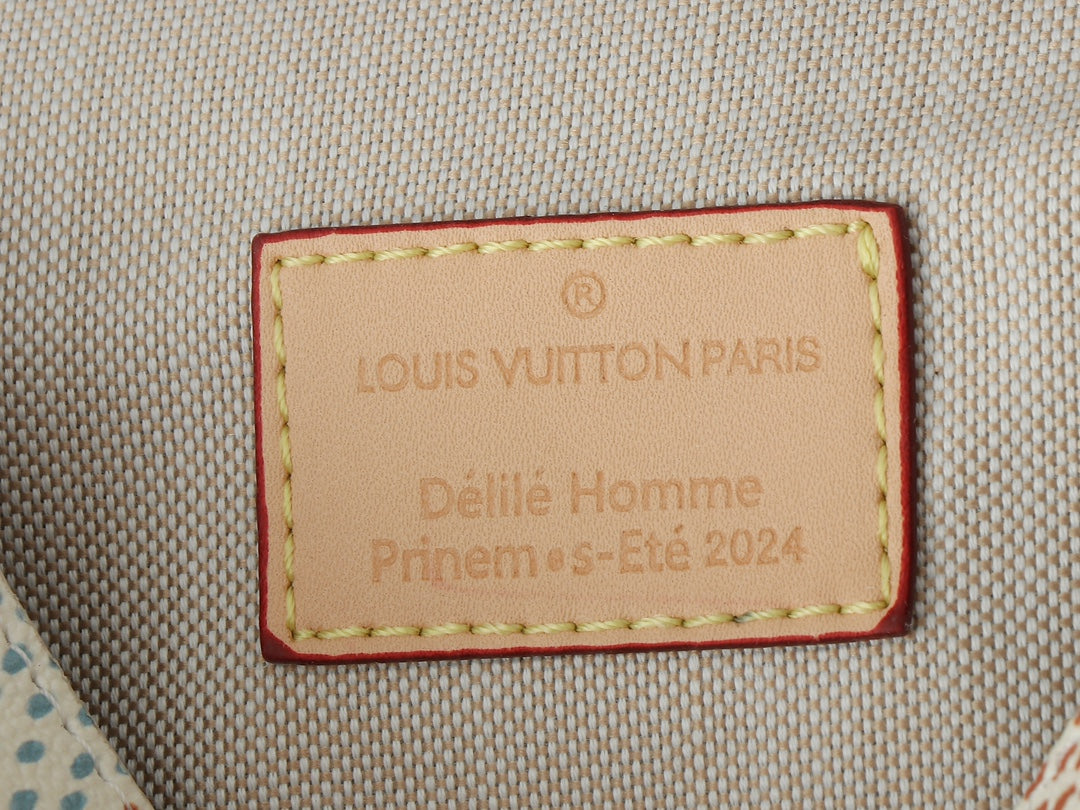 ®
LOUIS VUITTON PARIS
Délilé Homme
Prinem•s-Eté 2024